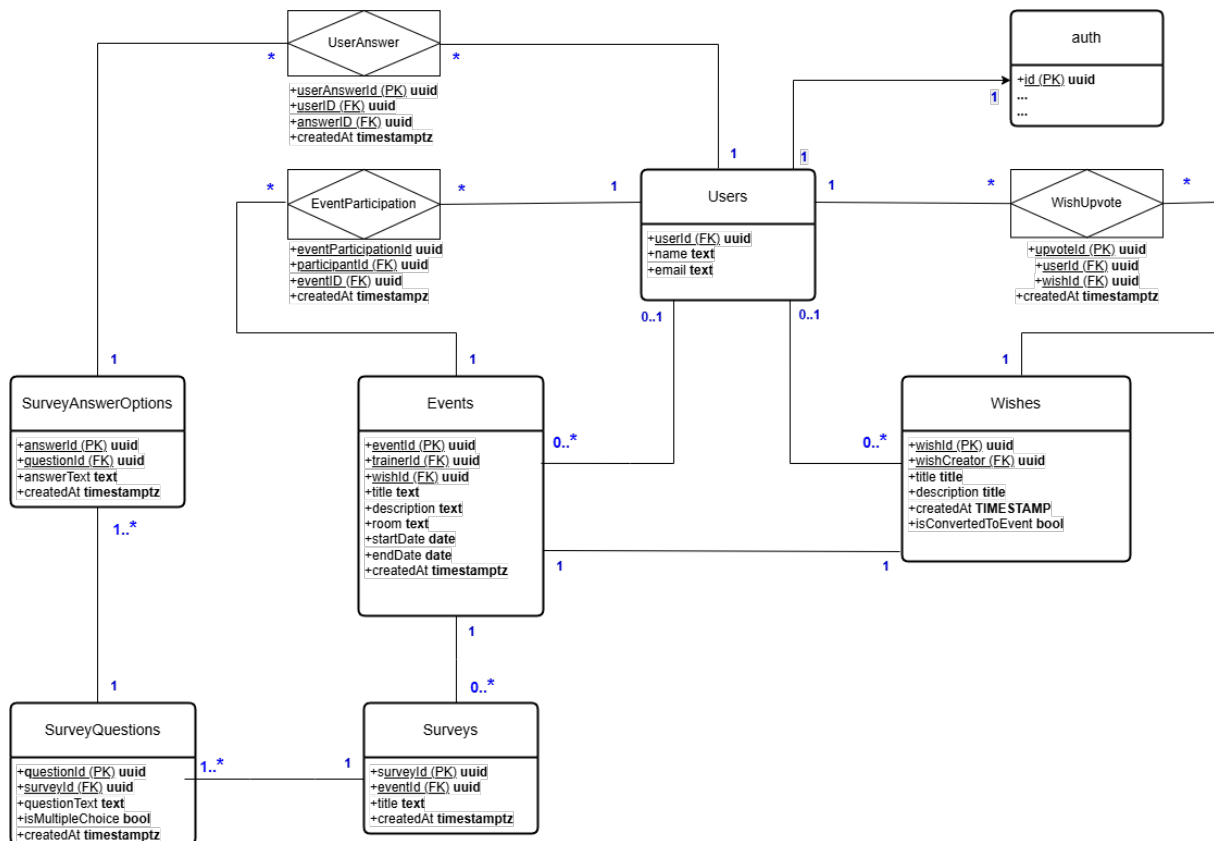 UserAnswer
*
*
+userAnswerId (PK) uuid
+userID (FK) uuid
+answerID (FK) uuid
+createdAt timestamptz
auth
+id (PK) uuid
...
...
1
1
1
*
EventParticipation
*
1
+eventParticipationId uuid
+participantId (FK) uuid
+eventID (FK) uuid
+createdAt timestampz
Users
+userId (FK) uuid
+name text
+email text
1
*
WishUpvote
*
+upvoteId (PK) uuid
+userId (FK) uuid
+wishId (FK) uuid
+createdAt timestamptz
0..1
0..1
1
1
1
SurveyAnswerOptions
+answerId (PK) uuid
+questionId (FK) uuid
+answerText text
+createdAt timestamptz
1..*
Events
+eventId (PK) uuid
+trainerId (FK) uuid
+wishId (FK) uuid
+title text
+description text
+room text
+startDate date
+endDate date
+createdAt timestamptz
0..*
0..*
Wishes
+wishId (PK) uuid
+wishCreator (FK) uuid
+title title
+description title
+createdAt TIMESTAMP
+isConvertedToEvent bool
1
1
1
0..*
1
SurveyQuestions
+questionId (PK) uuid
+surveyId (FK) uuid
+questionText text
+isMultipleChoice bool
+createdAt timestamptz
1..*
1
Surveys
+surveyId (PK) uuid
+eventId (FK) uuid
+title text
+createdAt timestamptz